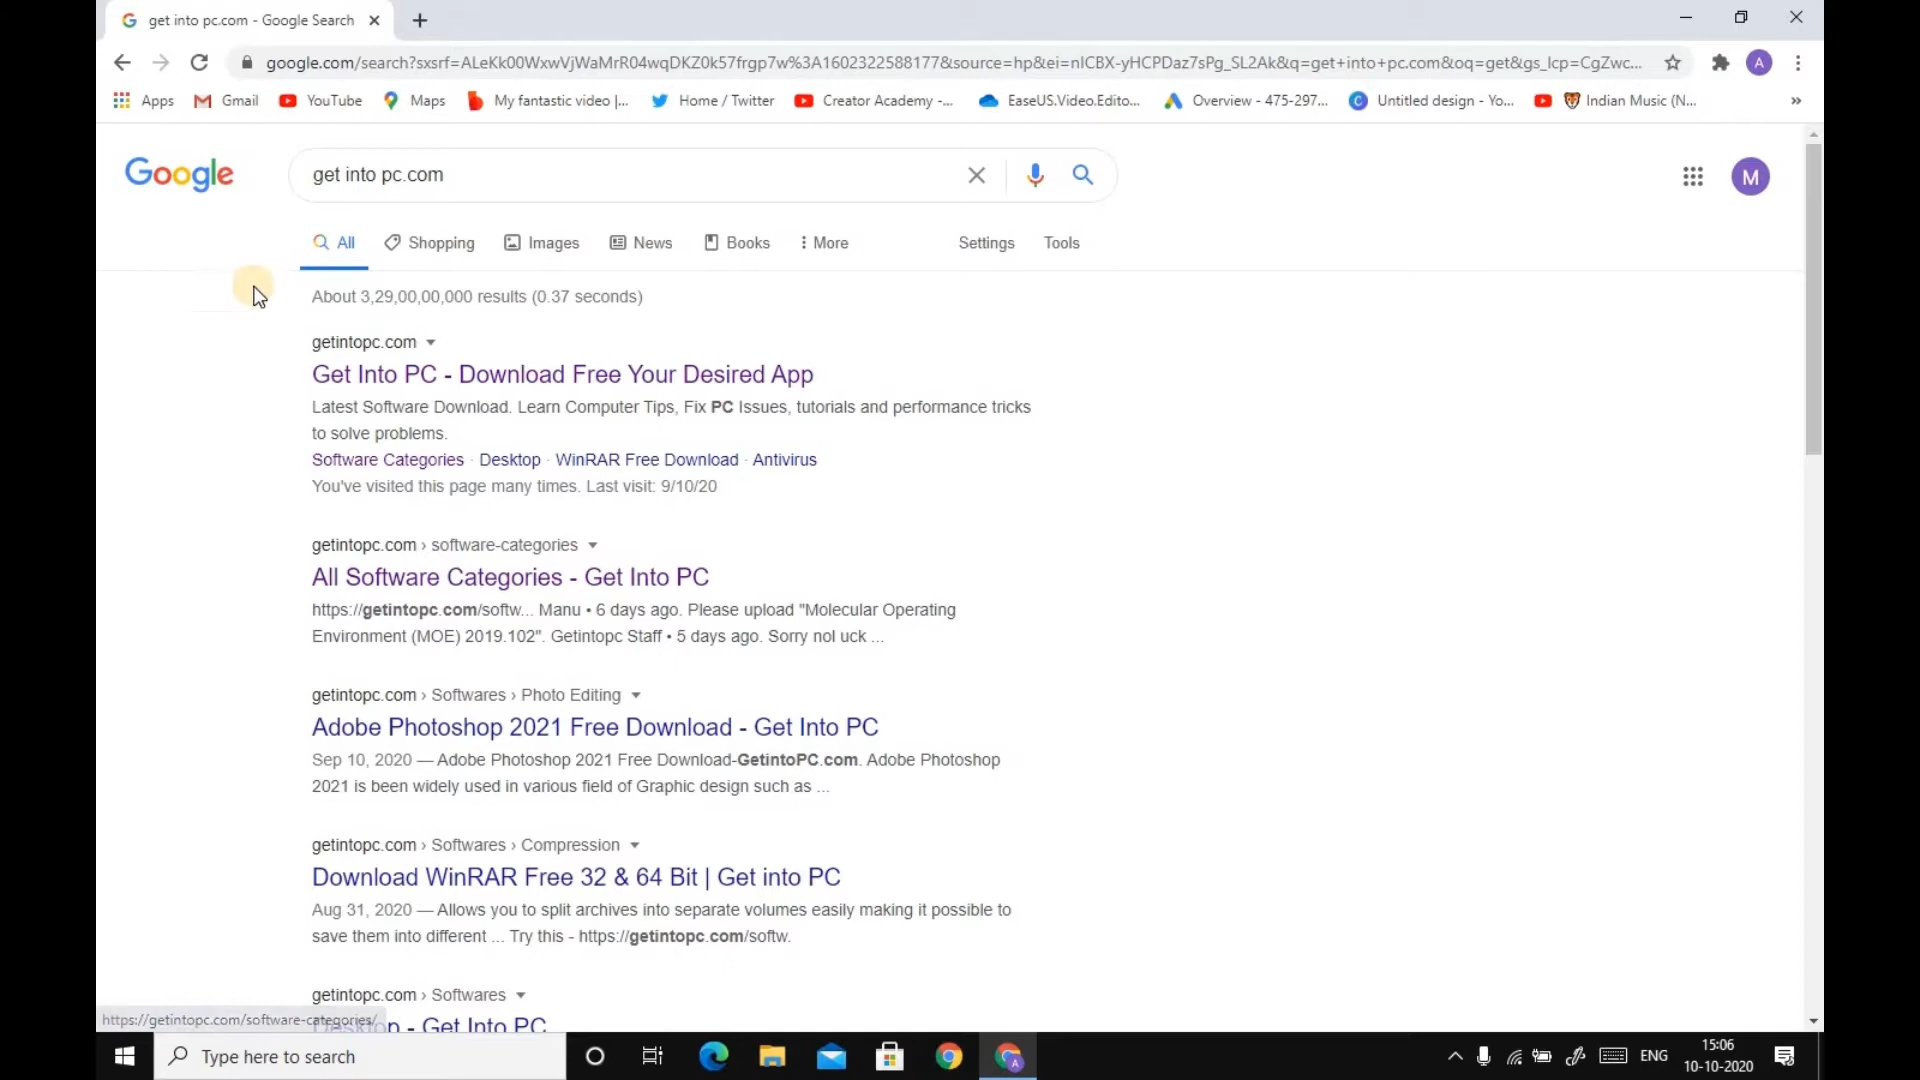 get into pc.com - Google Search
google.com/search?sxsrf=ALeKk00WxwVjWaMrR04wqDKZ0k57frgp7w%3A1602322588177&source=hp&ei=nICBX-yHCPDaz7sPg_SL2Ak&q=get+into+pc.com&oq=get&gs_lcp=CgZwc...
A
Apps Gmail YouTube Maps My fantastic video |... Home / Twitter Creator Academy -... EaseUS.Video.Edito... Overview - 475-297... Untitled design - Yo... Indian Music (N... »
Google get into pc.com M
All Shopping Images News Books More Settings Tools
About 3,29,00,00,000 results (0.37 seconds)
getintopc.com
Get Into PC - Download Free Your Desired App
Latest Software Download. Learn Computer Tips, Fix PC Issues, tutorials and performance tricks
to solve problems.
Software Categories · Desktop · WinRAR Free Download · Antivirus
You've visited this page many times. Last visit: 9/10/20
getintopc.com › software-categories
All Software Categories - Get Into PC
https://getintopc.com/softw... Manu • 6 days ago. Please upload "Molecular Operating
Environment (MOE) 2019.102". Getintopc Staff • 5 days ago. Sorry nol uck ...
getintopc.com › Softwares › Photo Editing
Adobe Photoshop 2021 Free Download - Get Into PC
Sep 10, 2020 — Adobe Photoshop 2021 Free Download-GetintoPC.com. Adobe Photoshop
2021 is been widely used in various field of Graphic design such as ...
getintopc.com › Softwares › Compression
Download WinRAR Free 32 & 64 Bit | Get into PC
Aug 31, 2020 — Allows you to split archives into separate volumes easily making it possible to
save them into different ... Try this - https://getintopc.com/softw.
getintopc.com › Softwares
Desktop - Get Into PC
https://getintopc.com/software-categories/
Type here to search
ENG
15:06
10-10-2020